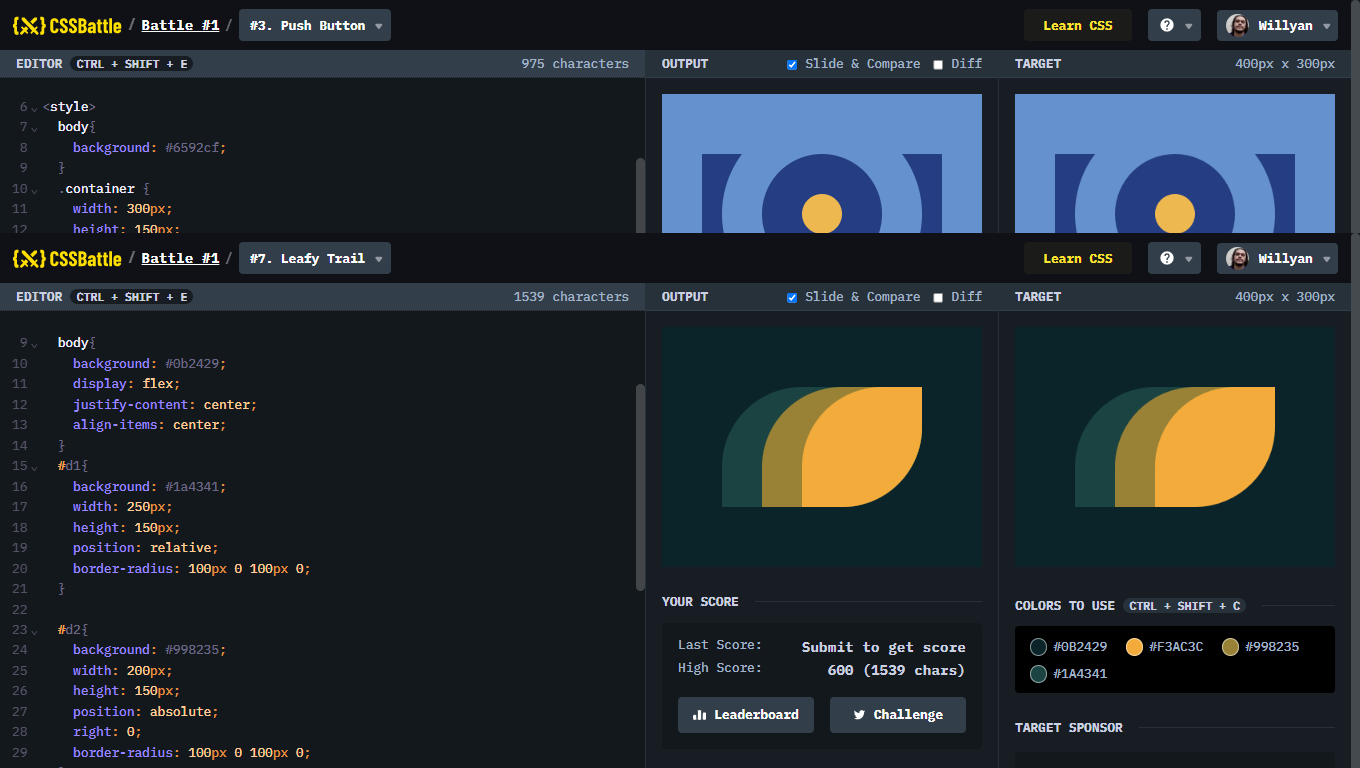 {X} CSSBattle / Battle #1 / #3. Push Button Learn CSS ? Willyan
EDITOR CTRL + SHIFT + E 975 characters OUTPUT Slide & Compare Diff TARGET 400px x 300px
6 <style>
7 body{
8 background: #6592cf;
9 }
10 .container {
11 width: 300px;
12 height: 150px;
{X} CSSBattle / Battle #1 / #7. Leafy Trail Learn CSS ? Willyan
EDITOR CTRL + SHIFT + E 1539 characters OUTPUT Slide & Compare Diff TARGET 400px x 300px
9 body{
10 background: #0b2429;
11 display: flex;
12 justify-content: center;
13 align-items: center;
14 }
15 #d1{
16 background: #1a4341;
17 width: 250px;
18 height: 150px;
19 position: relative;
20 border-radius: 100px 0 100px 0;
21 }
22
23 #d2{
24 background: #998235;
25 width: 200px;
26 height: 150px;
27 position: absolute;
28 right: 0;
29 border-radius: 100px 0 100px 0;
YOUR SCORE
Last Score: Submit to get score
High Score: 600 (1539 chars)
Leaderboard Challenge
COLORS TO USE CTRL + SHIFT + C
#0B2429 #F3AC3C #998235
#1A4341
TARGET SPONSOR